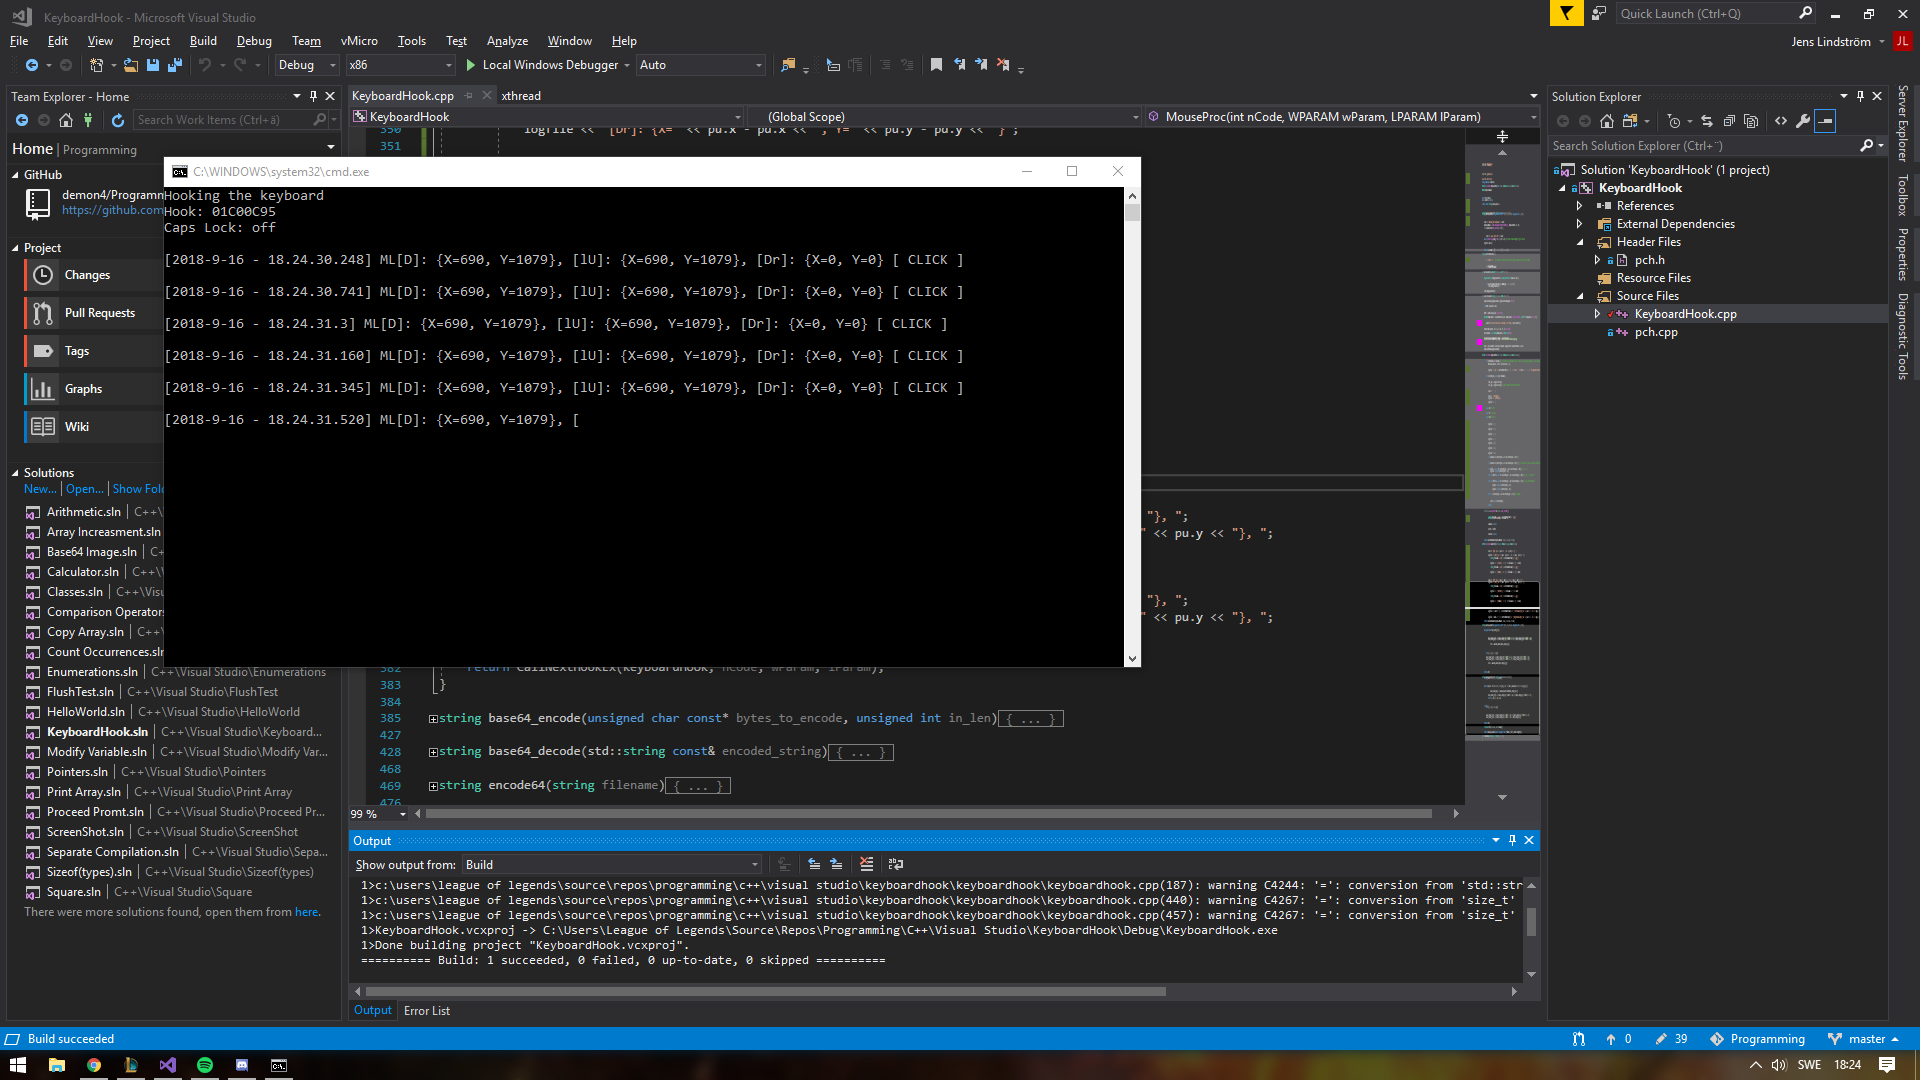 KeyboardHook - Microsoft Visual Studio
Quick Launch (Ctrl+Q)
File Edit View Project Build Debug Team vMicro Tools Test Analyze Window Help
Jens Lindström
JL
Debug x86 Local Windows Debugger Auto
Team Explorer - Home
Search Work Items (Ctrl+ä)
Home | Programming
GitHub
demon4/Programm
https://github.com
Project
Changes
Pull Requests
Tags
Graphs
Wiki
Solutions
New... | Open... | Show Fol
Arithmetic.sln | C++\
Array Increasment.sln
Base64 Image.sln | C+
Calculator.sln | C++\V
Classes.sln | C++\Visu
Comparison Operators
Copy Array.sln | C++\
Count Occurrences.sln
Enumerations.sln | C++\Visual Studio\Enumerations
FlushTest.sln | C++\Visual Studio\FlushTest
HelloWorld.sln | C++\Visual Studio\HelloWorld
KeyboardHook.sln | C++\Visual Studio\Keyboard...
Modify Variable.sln | C++\Visual Studio\Modify Var...
Pointers.sln | C++\Visual Studio\Pointers
Print Array.sln | C++\Visual Studio\Print Array
Proceed Promt.sln | C++\Visual Studio\Proceed Pr...
ScreenShot.sln | C++\Visual Studio\ScreenShot
Separate Compilation.sln | C++\Visual Studio\Sepa...
Sizeof(types).sln | C++\Visual Studio\Sizeof(types)
Square.sln | C++\Visual Studio\Square
There were more solutions found, open them from here.
KeyboardHook.cpp xthread
KeyboardHook (Global Scope) MouseProc(int nCode, WPARAM wParam, LPARAM lParam)
350 logfile << "[Dr]: {X=" << pu.x - pd.x << ", Y=" << pu.y - pd.y << "}";
351
C:\WINDOWS\system32\cmd.exe
Hooking the keyboard
Hook: 01C00C95
Caps Lock: off
[2018-9-16 - 18.24.30.248] ML[D]: {X=690, Y=1079}, [lU]: {X=690, Y=1079}, [Dr]: {X=0, Y=0} [ CLICK ]
[2018-9-16 - 18.24.30.741] ML[D]: {X=690, Y=1079}, [lU]: {X=690, Y=1079}, [Dr]: {X=0, Y=0} [ CLICK ]
[2018-9-16 - 18.24.31.3] ML[D]: {X=690, Y=1079}, [lU]: {X=690, Y=1079}, [Dr]: {X=0, Y=0} [ CLICK ]
[2018-9-16 - 18.24.31.160] ML[D]: {X=690, Y=1079}, [lU]: {X=690, Y=1079}, [Dr]: {X=0, Y=0} [ CLICK ]
[2018-9-16 - 18.24.31.345] ML[D]: {X=690, Y=1079}, [lU]: {X=690, Y=1079}, [Dr]: {X=0, Y=0} [ CLICK ]
[2018-9-16 - 18.24.31.520] ML[D]: {X=690, Y=1079}, [
"}, ";
" << pu.y << "}, ";
"}, ";
" << pu.y << "}, ";
382 return CallNextHookEx(KeyboardHook, nCode, wParam, lParam);
383 }
384
385 string base64_encode(unsigned char const* bytes_to_encode, unsigned int in_len){ ... }
427
428 string base64_decode(std::string const& encoded_string){ ... }
468
469 string encode64(string filename){ ... }
476
99 %
Output
Show output from: Build
1>c:\users\league of legends\source\repos\programming\c++\visual studio\keyboardhook\keyboardhook\keyboardhook.cpp(187): warning C4244: '=': conversion from 'std::str
1>c:\users\league of legends\source\repos\programming\c++\visual studio\keyboardhook\keyboardhook\keyboardhook.cpp(440): warning C4267: '=': conversion from 'size_t'
1>c:\users\league of legends\source\repos\programming\c++\visual studio\keyboardhook\keyboardhook\keyboardhook.cpp(457): warning C4267: '=': conversion from 'size_t'
1>KeyboardHook.vcxproj -> C:\Users\League of Legends\Source\Repos\Programming\C++\Visual Studio\KeyboardHook\Debug\KeyboardHook.exe
1>Done building project "KeyboardHook.vcxproj".
========== Build: 1 succeeded, 0 failed, 0 up-to-date, 0 skipped ==========
Output Error List
Solution Explorer
Search Solution Explorer (Ctrl+¨)
Solution 'KeyboardHook' (1 project)
KeyboardHook
References
External Dependencies
Header Files
pch.h
Resource Files
Source Files
KeyboardHook.cpp
pch.cpp
Server Explorer
Toolbox
Properties
Diagnostic Tools
Build succeeded
0 39 Programming master
SWE 18:24